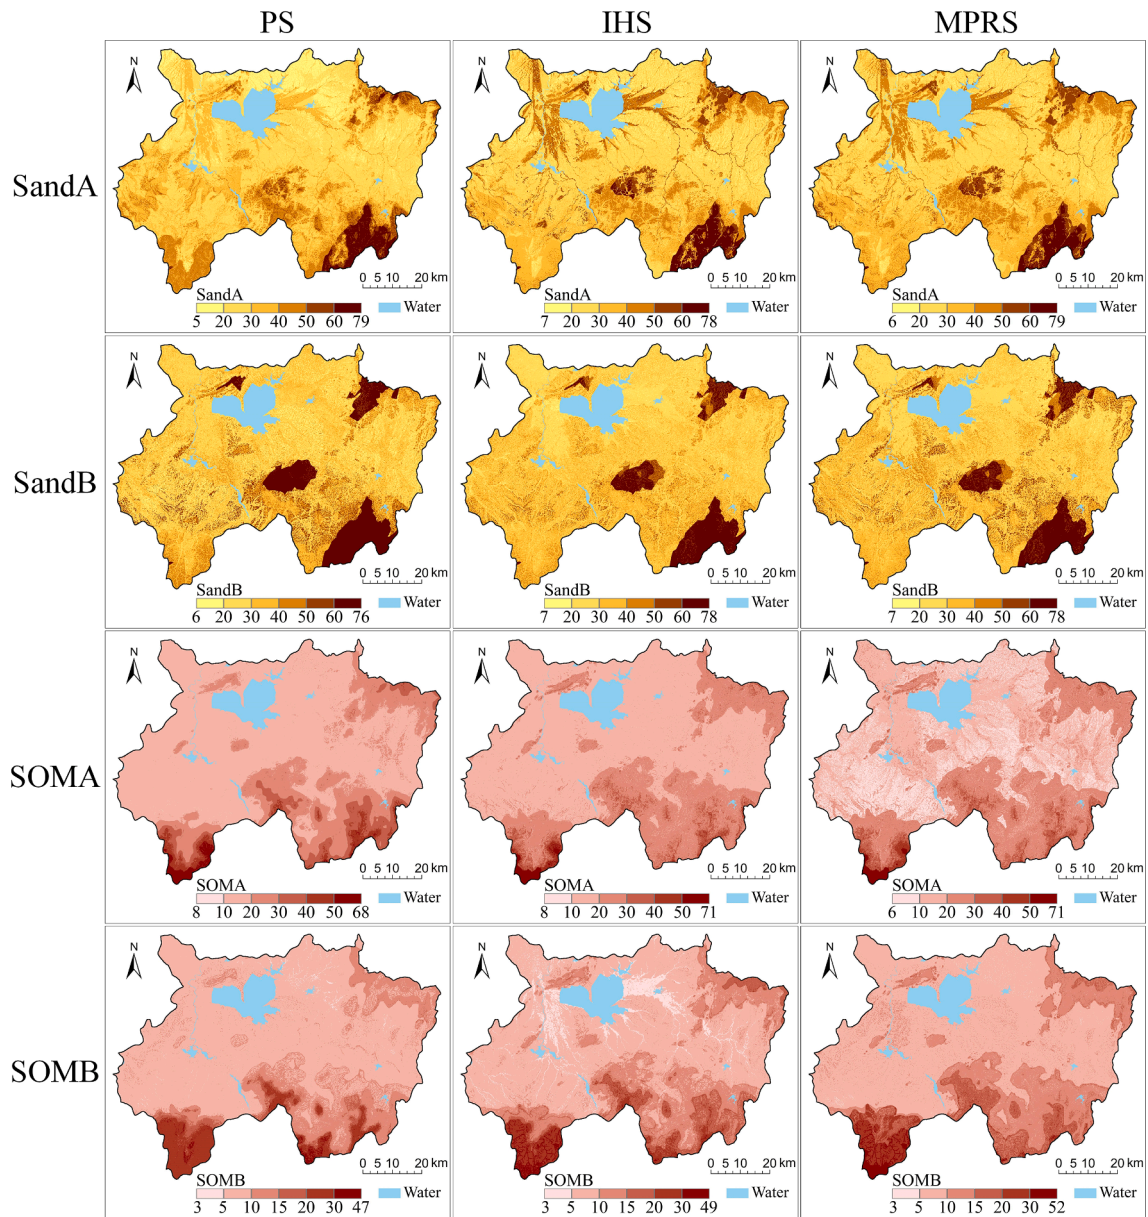 PS IHS MPRS
SandA
N
0 5 10 20 km
SandA
Water
5 20 30 40 50 60 79
N
0 5 10 20 km
SandA
Water
7 20 30 40 50 60 78
N
0 5 10 20 km
SandA
Water
6 20 30 40 50 60 79
SandB
N
0 5 10 20 km
SandB
Water
6 20 30 40 50 60 76
N
0 5 10 20 km
SandB
Water
7 20 30 40 50 60 78
N
0 5 10 20 km
SandB
Water
7 20 30 40 50 60 78
SOMA
N
0 5 10 20 km
SOMA
Water
8 10 20 30 40 50 68
N
0 5 10 20 km
SOMA
Water
8 10 20 30 40 50 71
N
0 5 10 20 km
SOMA
Water
6 10 20 30 40 50 71
SOMB
N
0 5 10 20 km
SOMB
Water
3 5 10 15 20 30 47
N
0 5 10 20 km
SOMB
Water
3 5 10 15 20 30 49
N
0 5 10 20 km
SOMB
Water
3 5 10 15 20 30 52